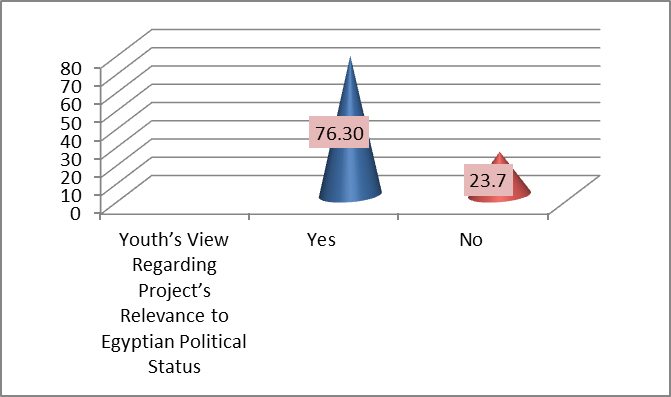 80
70
60
50
40
30
20
10
0
76.30
23.7
Youth’s View
Regarding
Project’s
Relevance to
Egyptian Political
Status
Yes
No